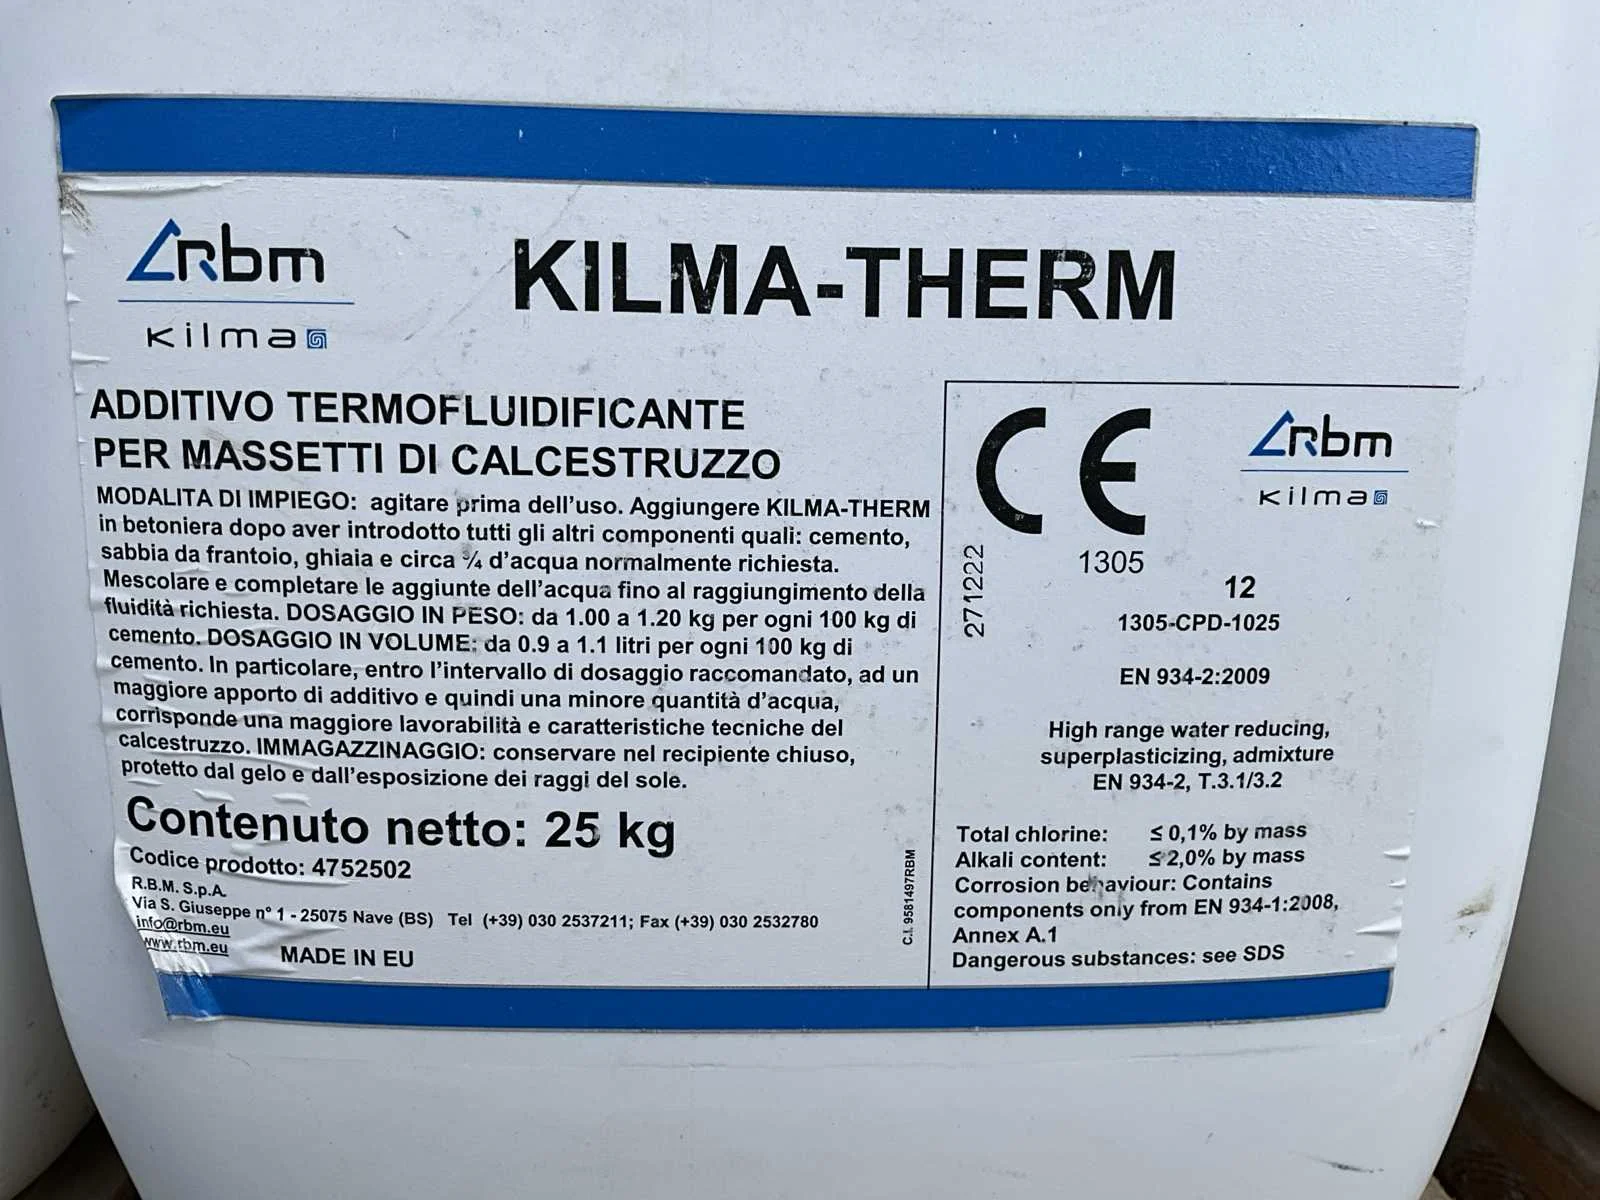 rbm
kilma
KILMA-THERM
ADDITIVO TERMOFLUIDIFICANTE
PER MASSETTI DI CALCESTRUZZO
MODALITA DI IMPIEGO: agitare prima dell'uso. Aggiungere KILMA-THERM
in betoniera dopo aver introdotto tutti gli altri componenti quali: cemento,
sabbia da frantoio, ghiaia e circa ¾ d'acqua normalmente richiesta.
Mescolare e completare le aggiunte dell'acqua fino al raggiungimento della
fluidità richiesta. DOSAGGIO IN PESO: da 1.00 a 1.20 kg per ogni 100 kg di
cemento. DOSAGGIO IN VOLUME: da 0.9 a 1.1 litri per ogni 100 kg di
cemento. In particolare, entro l'intervallo di dosaggio raccomandato, ad un
maggiore apporto di additivo e quindi una minore quantità d'acqua,
corrisponde una maggiore lavorabilità e caratteristiche tecniche del
calcestruzzo. IMMAGAZZINAGGIO: conservare nel recipiente chiuso,
protetto dal gelo e dall'esposizione dei raggi del sole.
Contenuto netto: 25 kg
Codice prodotto: 4752502
R.B.M. S.p.A.
Via S. Giuseppe n° 1 - 25075 Nave (BS) Tel (+39) 030 2537211; Fax (+39) 030 2532780
info@rbm.eu
www.rbm.eu
MADE IN EU
C.I. 9581497RBM
CE
rbm
kilma
2712222
1305
12
1305-CPD-1025
EN 934-2:2009
High range water reducing,
superplasticizing, admixture
EN 934-2, T.3.1/3.2
Total chlorine: ≤ 0,1% by mass
Alkali content: ≤ 2,0% by mass
Corrosion behaviour: Contains
components only from EN 934-1:2008,
Annex A.1
Dangerous substances: see SDS